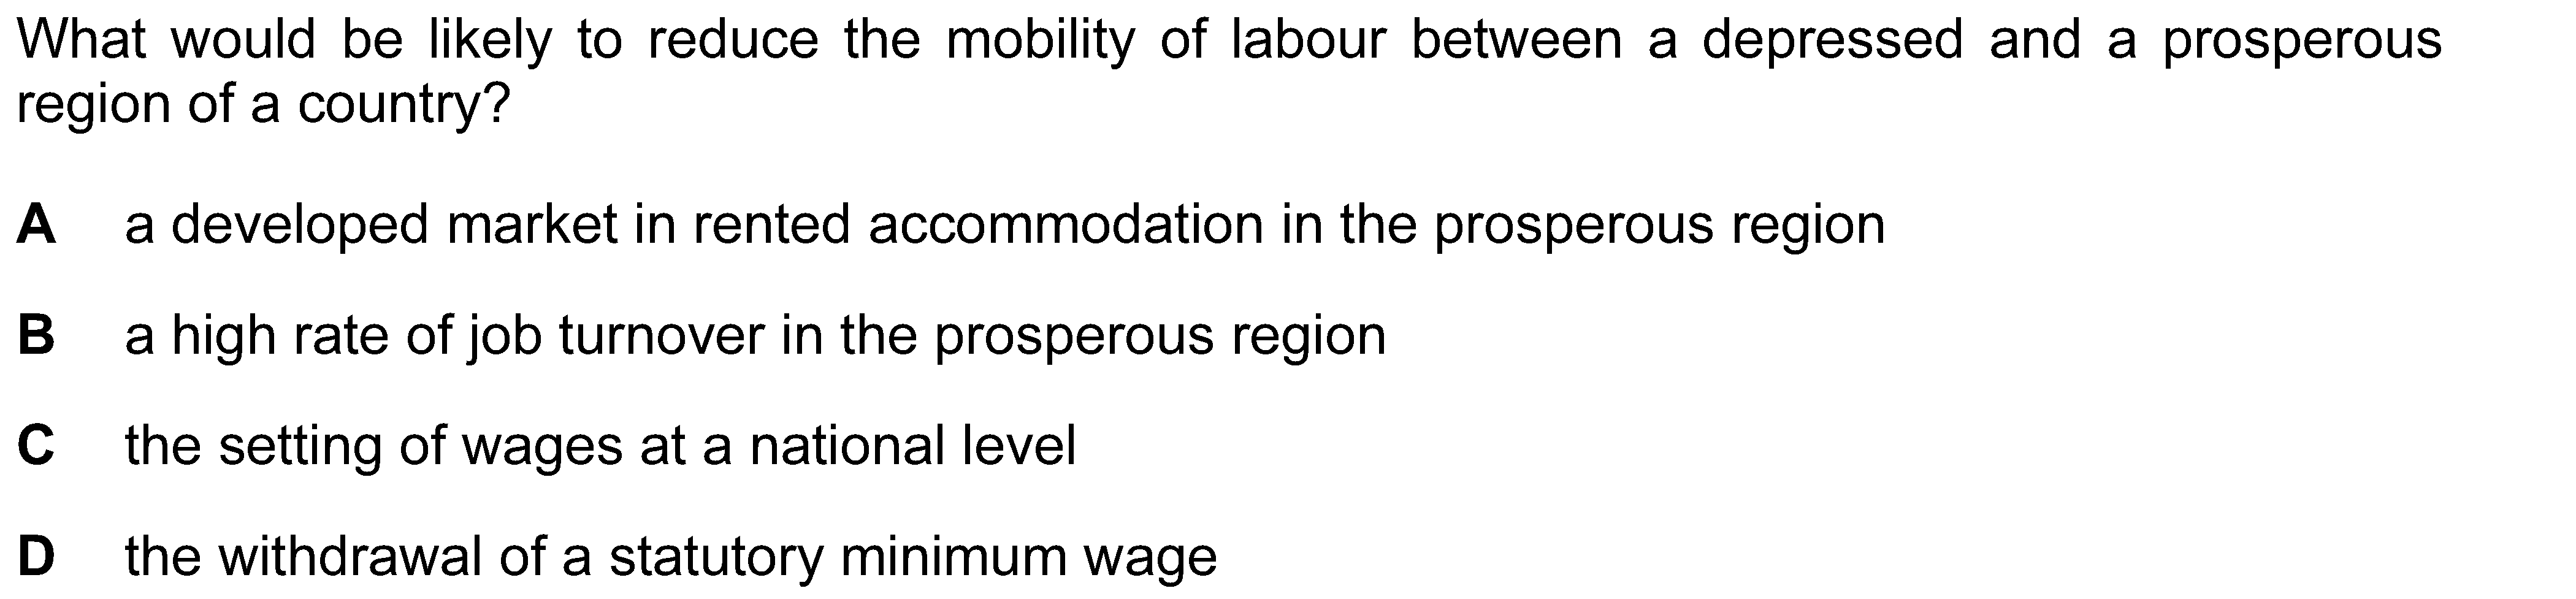 What would be likely to reduce the mobility of labour between a depressed and a prosperous
region of a country?
A a developed market in rented accommodation in the prosperous region
B a high rate of job turnover in the prosperous region
C the setting of wages at a national level
D the withdrawal of a statutory minimum wage